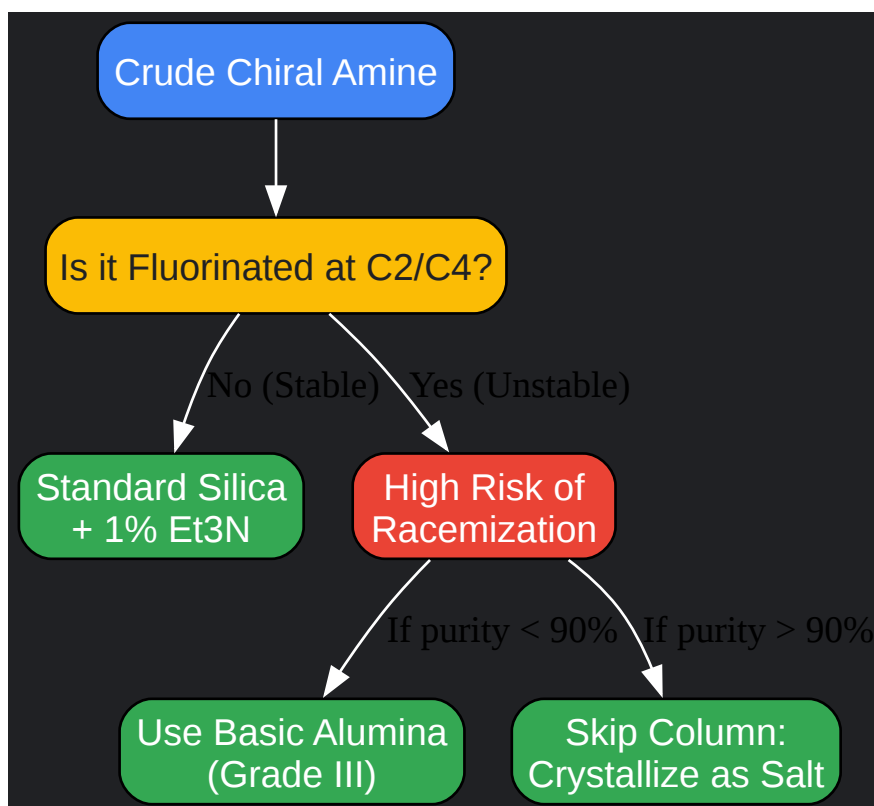 Crude Chiral Amine
Is it Fluorinated at C2/C4?
No (Stable)
Yes (Unstable)
Standard Silica
+ 1% Et3N
High Risk of
Racemization
If purity < 90%
If purity > 90%
Use Basic Alumina
(Grade III)
Skip Column:
Crystallize as Salt